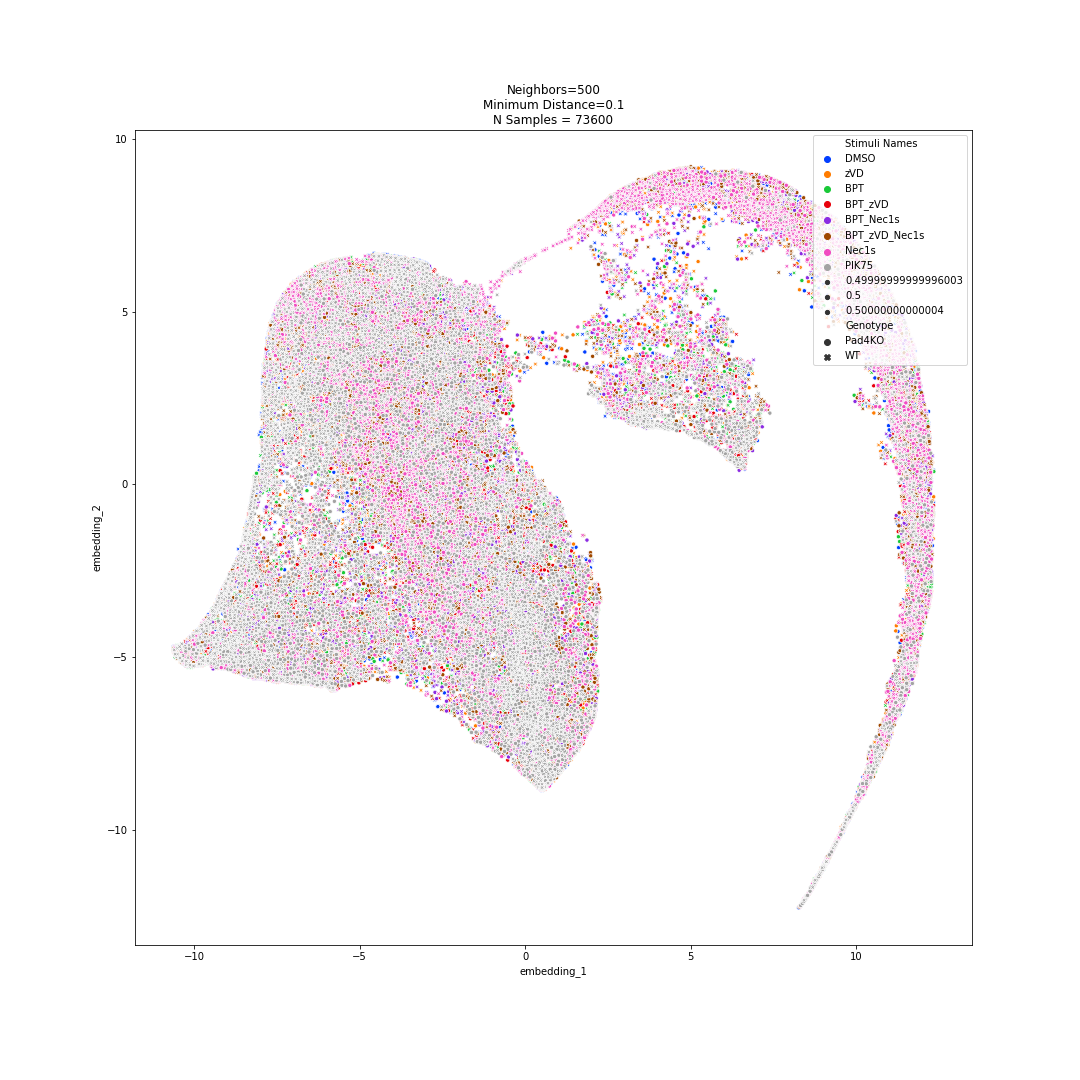 Neighbors=500
Minimum Distance=0.1
N Samples = 73600
Stimuli Names
DMSO
zVD
BPT
BPT_zVD
BPT_Nec1s
BPT_zVD_Nec1s
Nec1s
PIK75
0.49999999999996003
0.5
0.50000000000004
Genotype
Pad4KO
WT
10
5
0
−5
−10
embedding_2
−10
−5
0
5
10
embedding_1